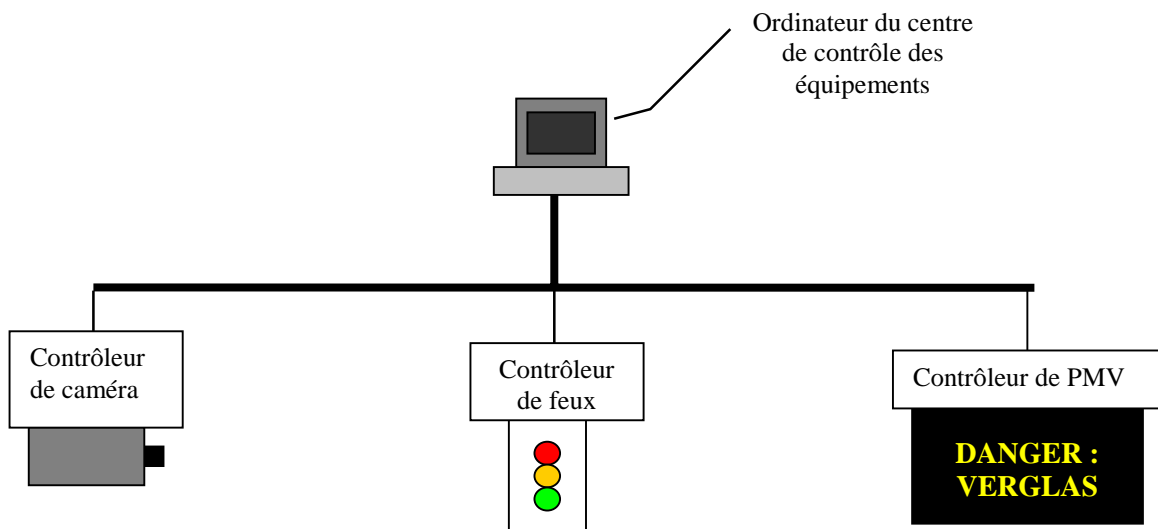 Ordinateur du centre
de contrôle des
équipements
Contrôleur
de caméra
Contrôleur
de feux
Contrôleur de PMV
DANGER :
VERGLAS